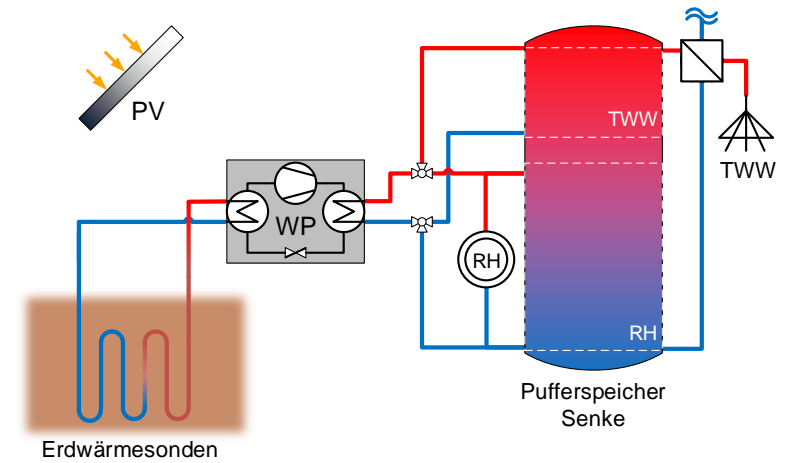 PV
TWW
TWW
WP
RH
RH
Pufferspeicher
Senke
Erdwärmesonden